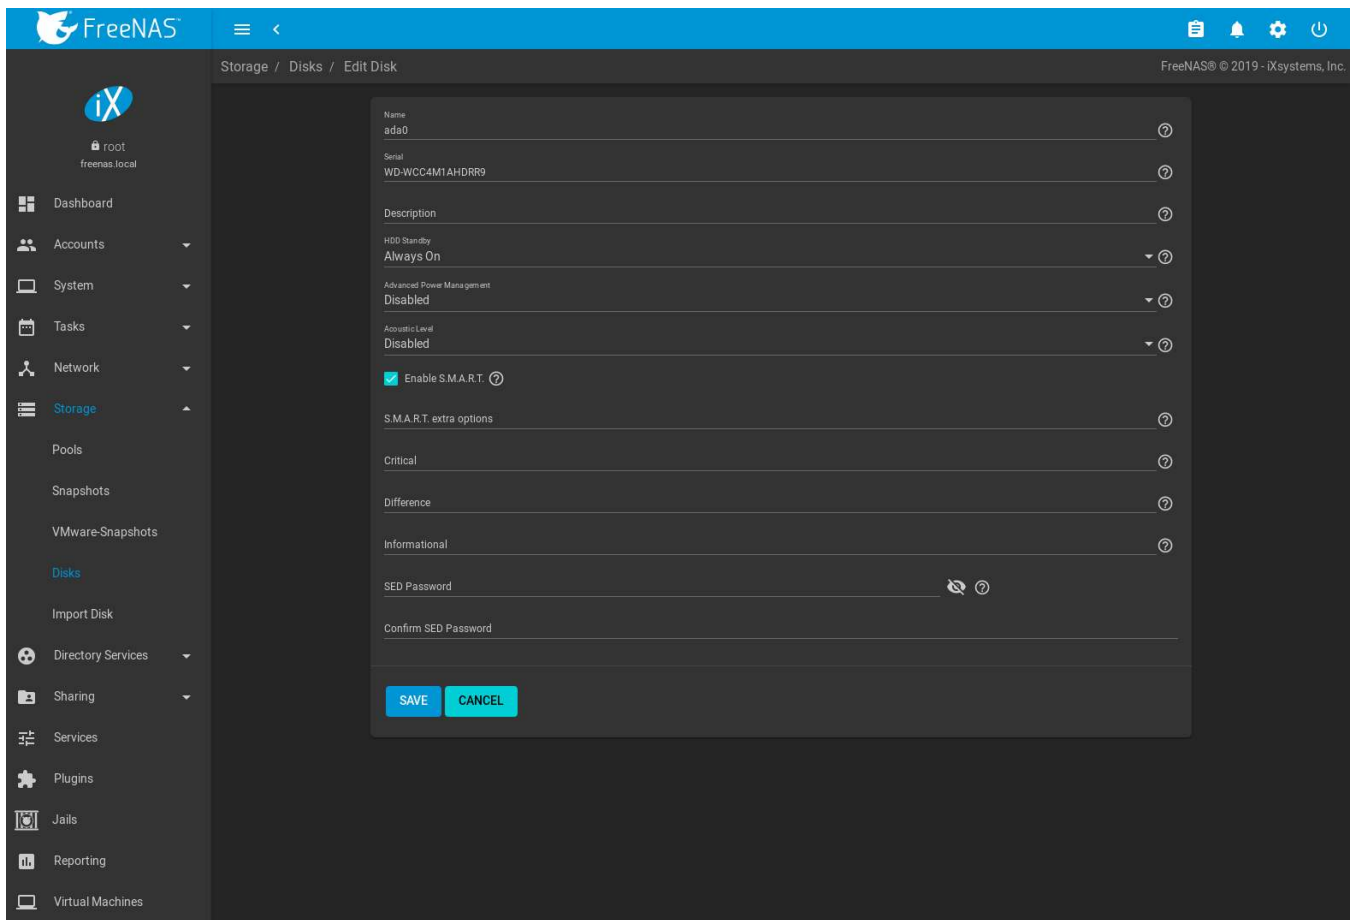 FreeNAS™
Storage / Disks / Edit Disk
FreeNAS® © 2019 - iXsystems, Inc.
iX
root
freenas.local
Dashboard
Accounts
System
Tasks
Network
Storage
Pools
Snapshots
VMware-Snapshots
Disks
Import Disk
Directory Services
Sharing
Services
Plugins
Jails
Reporting
Virtual Machines
Name
ada0
Serial
WD-WCC4M1AHDRR9
Description
HDD Standby
Always On
Advanced Power Management
Disabled
Acoustic Level
Disabled
Enable S.M.A.R.T.
S.M.A.R.T. extra options
Critical
Difference
Informational
SED Password
Confirm SED Password
SAVE CANCEL